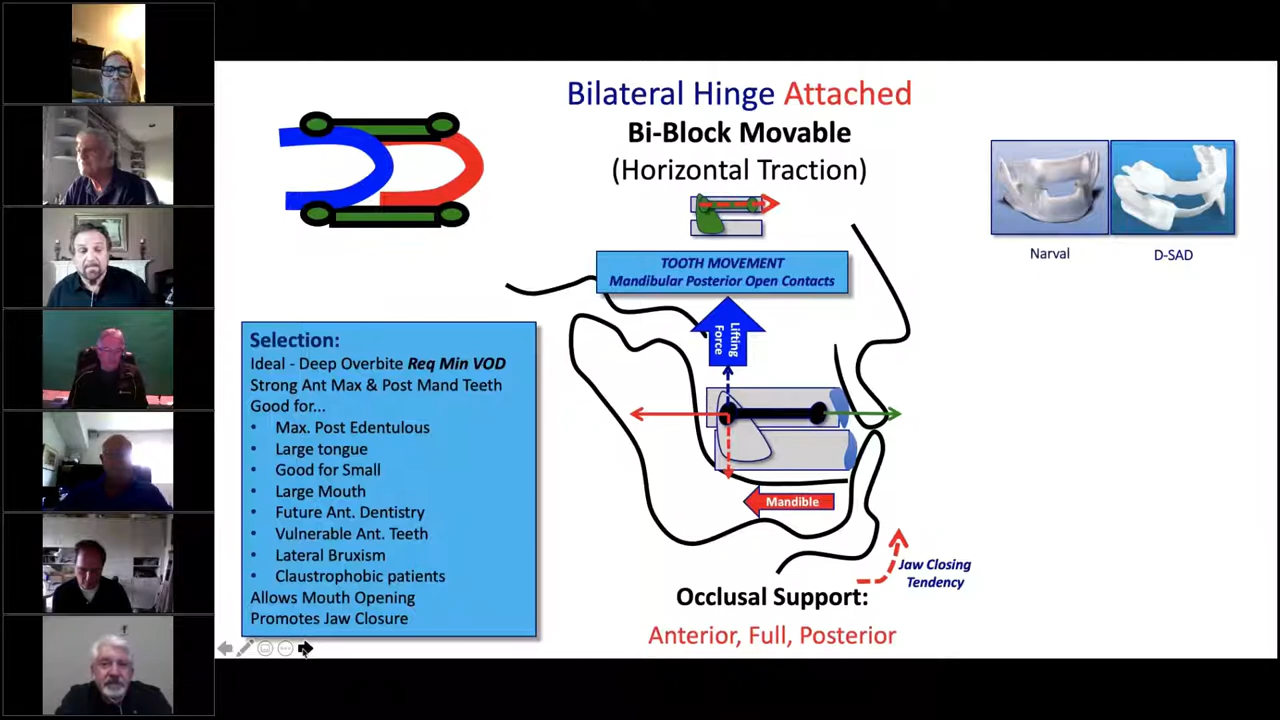 Bilateral Hinge Attached
Bi-Block Movable
(Horizontal Traction)
Narval
D-SAD
TOOTH MOVEMENT
Mandibular Posterior Open Contacts
Lifting
Force
Selection:
Ideal - Deep Overbite Req Min VOD
Strong Ant Max & Post Mand Teeth
Good for...
• Max. Post Edentulous
• Large tongue
• Good for Small
• Large Mouth
• Future Ant. Dentistry
• Vulnerable Ant. Teeth
• Lateral Bruxism
• Claustrophobic patients
Allows Mouth Opening
Promotes Jaw Closure
Mandible
Jaw Closing
Tendency
Occlusal Support:
Anterior, Full, Posterior